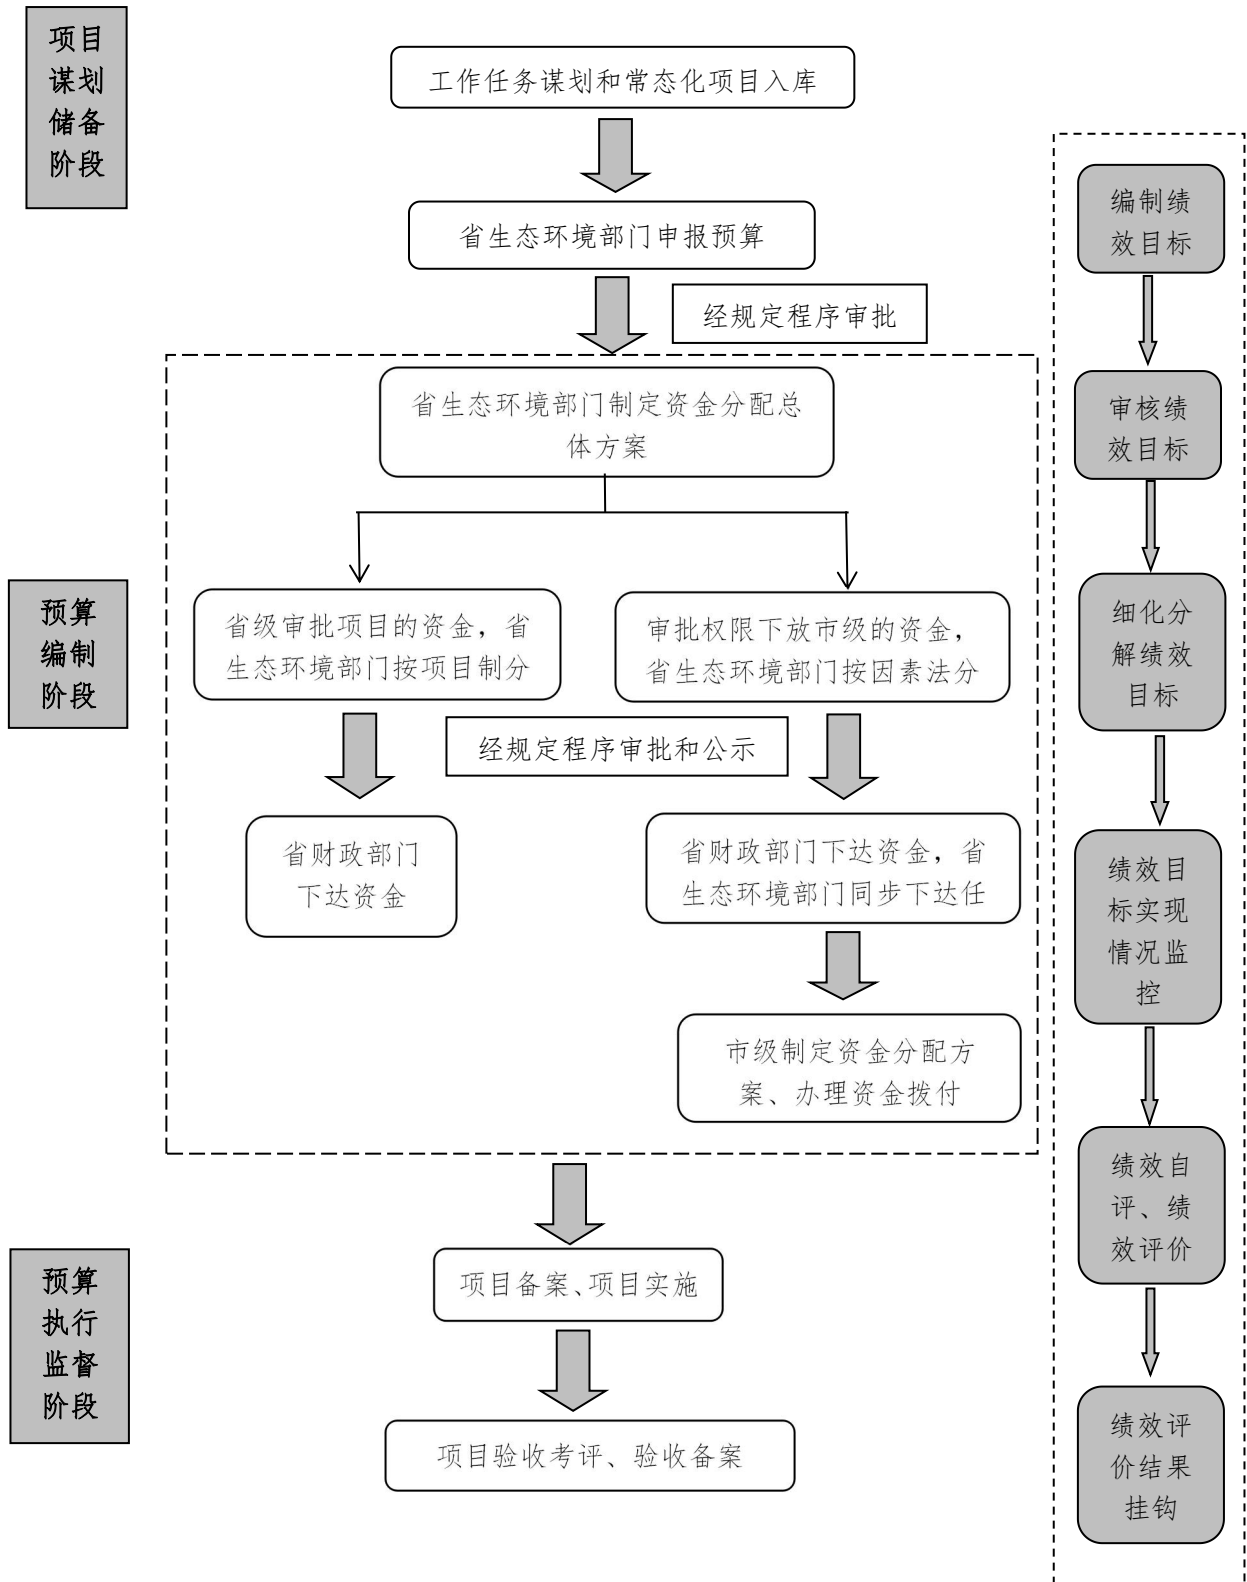 项目
谋划
储备
阶段
工作任务谋划和常态化项目入库
省生态环境部门申报预算
经规定程序审批
省生态环境部门制定资金分配总
体方案
预算
编制
阶段
省级审批项目的资金，省
生态环境部门按项目制分
审批权限下放市级的资金，
省生态环境部门按因素法分
经规定程序审批和公示
省财政部门
下达资金
省财政部门下达资金，省
生态环境部门同步下达任
市级制定资金分配方
案、办理资金拨付
预算
执行
监督
阶段
项目备案、项目实施
项目验收考评、验收备案
编制绩
效目标
审核绩
效目标
细化分
解绩效
目标
绩效目
标实现
情况监
控
绩效自
评、绩
效评价
绩效评
价结果
挂钩